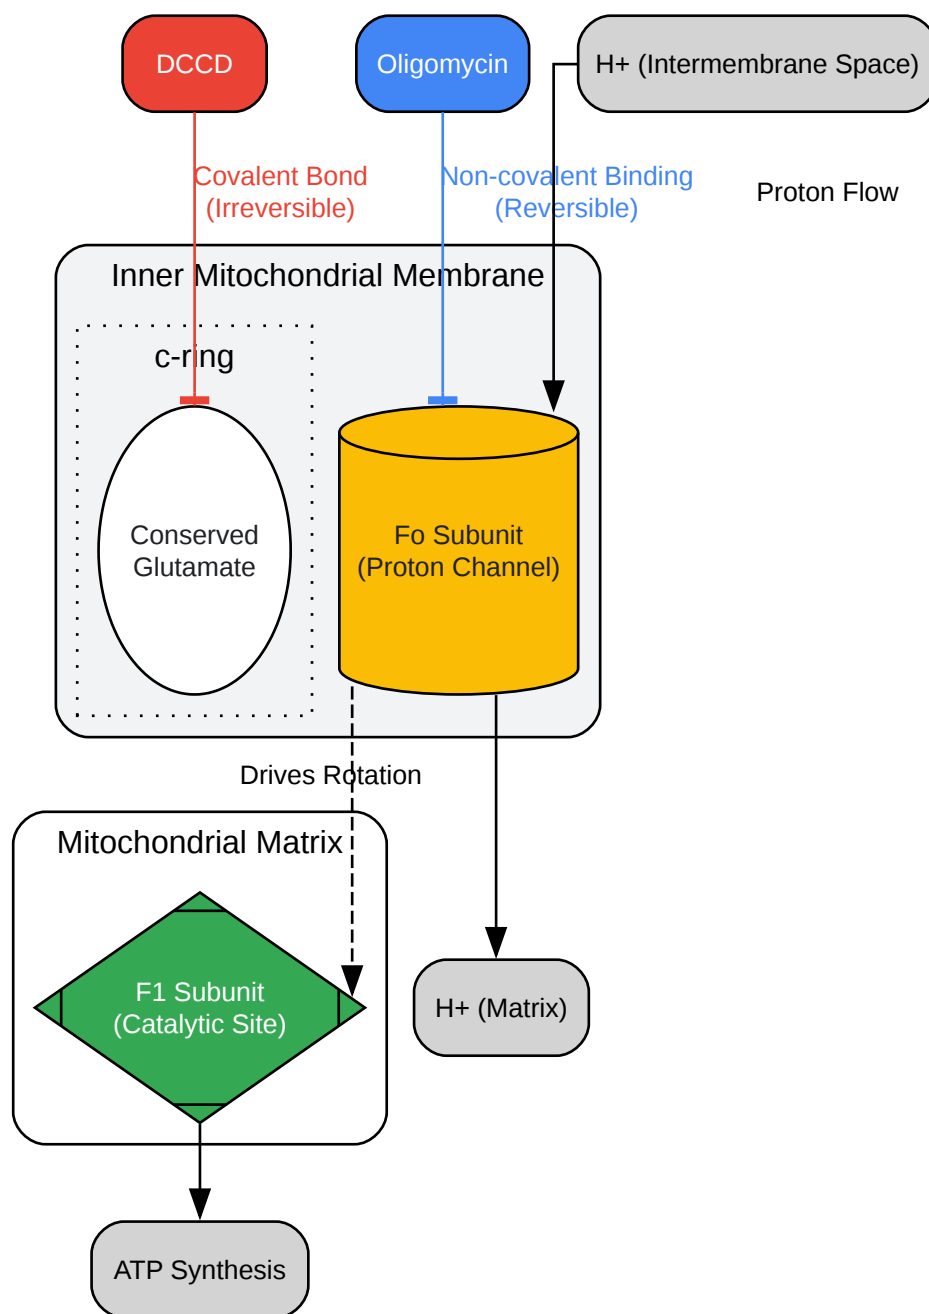 DCCD
Oligomycin
H+ (Intermembrane Space)
Covalent Bond
(Irreversible)
Non-covalent Binding
(Reversible)
Proton Flow
Inner Mitochondrial Membrane
c-ring
Conserved
Glutamate
Fo Subunit
(Proton Channel)
Drives Rotation
Mitochondrial Matrix
F1 Subunit
(Catalytic Site)
H+ (Matrix)
ATP Synthesis